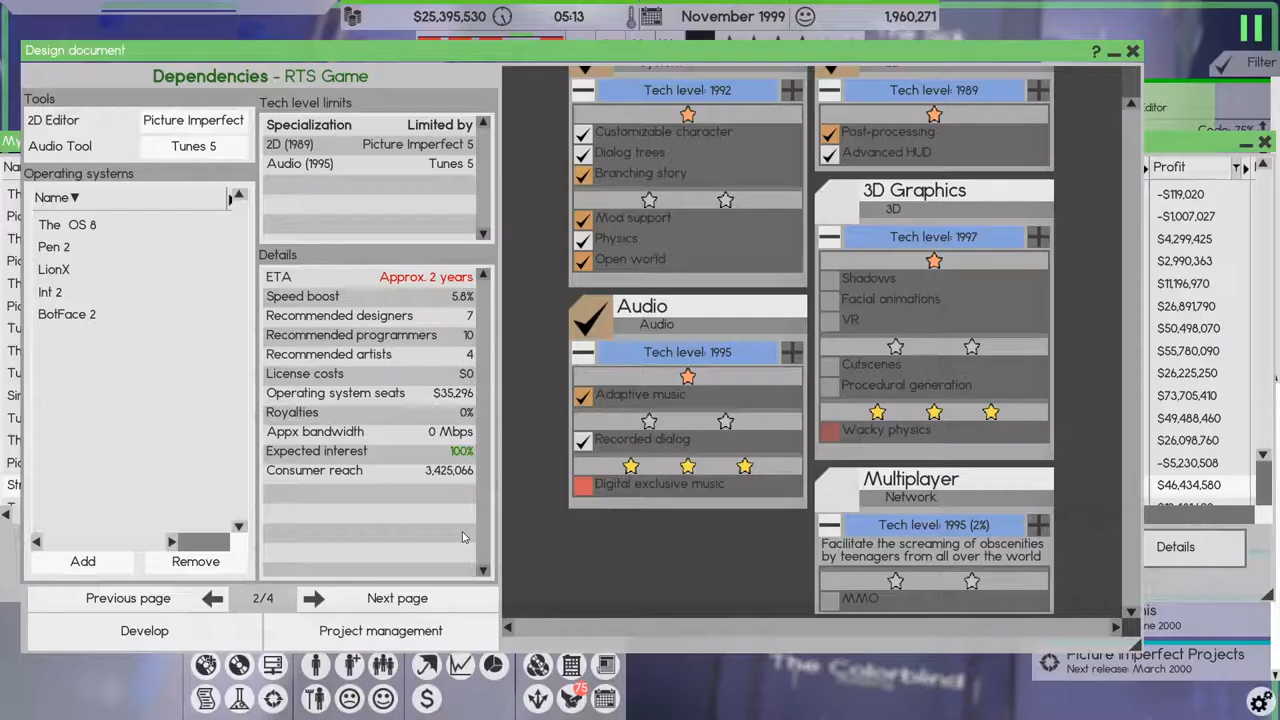 $25,395,530
05:13
November 1999
1,960,271
Design document
?
Filter
Dependencies - RTS Game
Tools
2D Editor
Picture Imperfect
Audio Tool
Tunes 5
Operating systems
Name▼
The OS 8
Pen 2
LionX
Int 2
BotFace 2
Add
Remove
Tech level limits
Specialization Limited by
2D (1989) Picture Imperfect 5
Audio (1995) Tunes 5
Details
ETA Approx. 2 years
Speed boost 5.8%
Recommended designers 7
Recommended programmers 10
Recommended artists 4
License costs $0
Operating system seats $35,296
Royalties 0%
Appx bandwidth 0 Mbps
Expected interest 100%
Consumer reach 3,425,066
Previous page
2/4
Next page
Develop
Project management
Tech level: 1992
Customizable character
Dialog trees
Branching story
Mod support
Physics
Open world
Audio
Audio
Tech level: 1995
Adaptive music
Recorded dialog
Digital exclusive music
Tech level: 1989
Post-processing
Advanced HUD
3D Graphics
3D
Tech level: 1997
Shadows
Facial animations
VR
Cutscenes
Procedural generation
Wacky physics
Multiplayer
Network
Tech level: 1995 (2%)
Facilitate the screaming of obscenities
by teenagers from all over the world
MMO
Profit
-$119,020
-$1,007,027
$4,299,425
$2,990,363
$11,196,970
$26,891,790
$50,498,070
$55,780,090
$26,225,250
$73,705,410
$49,488,460
$26,098,760
-$5,230,508
$46,434,580
Details
Picture Imperfect Projects
Next release: March 2000
75
The Colorblind